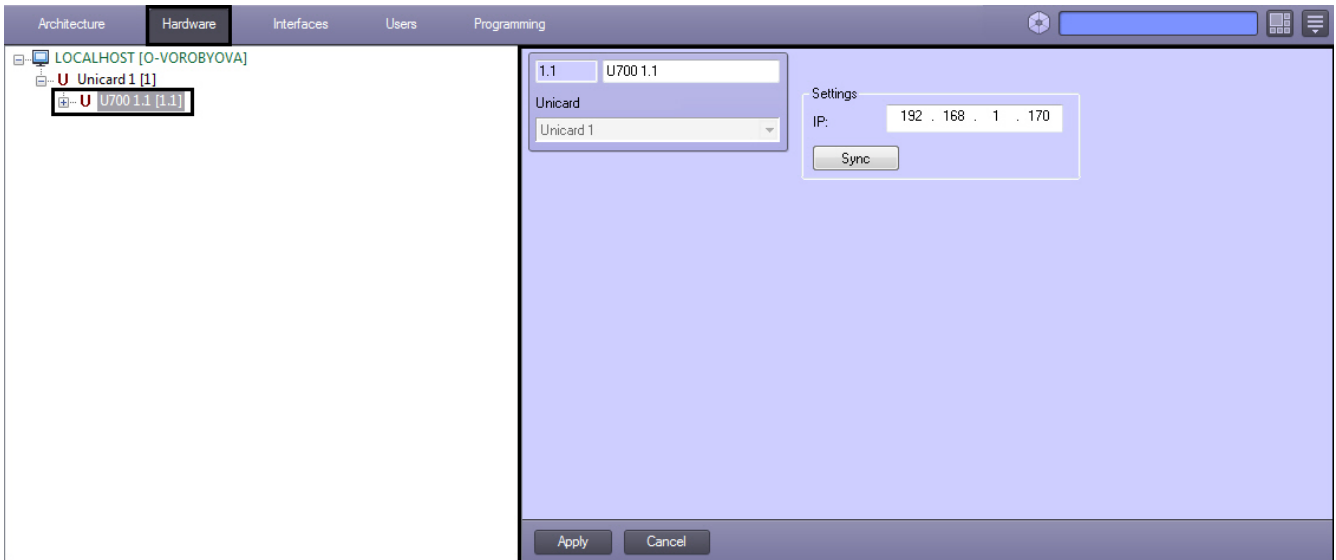 Architecture Hardware Interfaces Users Programming
LOCALHOST [O-VOROBYOVA]
U Unicard 1 [1]
U U700 1.1 [1.1]
1.1 U700 1.1
Unicard
Unicard 1
Settings
IP: 192 . 168 . 1 . 170
Sync
Apply Cancel